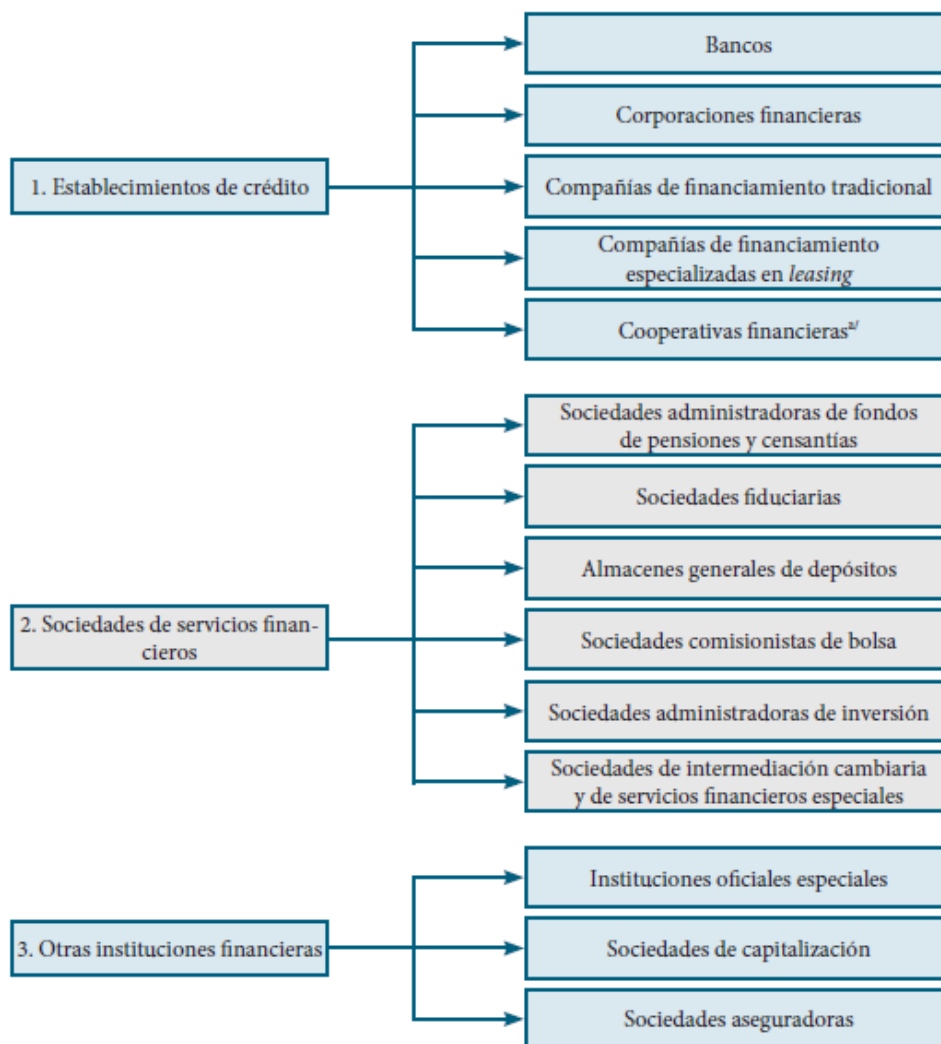 1. Establecimientos de crédito
Bancos
Corporaciones financieras
Compañías de financiamiento tradicional
Compañías de financiamiento
especializadas en leasing
Cooperativas financierasa/
2. Sociedades de servicios finan-
cieros
Sociedades administradoras de fondos
de pensiones y censantías
Sociedades fiduciarias
Almacenes generales de depósitos
Sociedades comisionistas de bolsa
Sociedades administradoras de inversión
Sociedades de intermediación cambiaria
y de servicios financieros especiales
3. Otras instituciones financieras
Instituciones oficiales especiales
Sociedades de capitalización
Sociedades aseguradoras